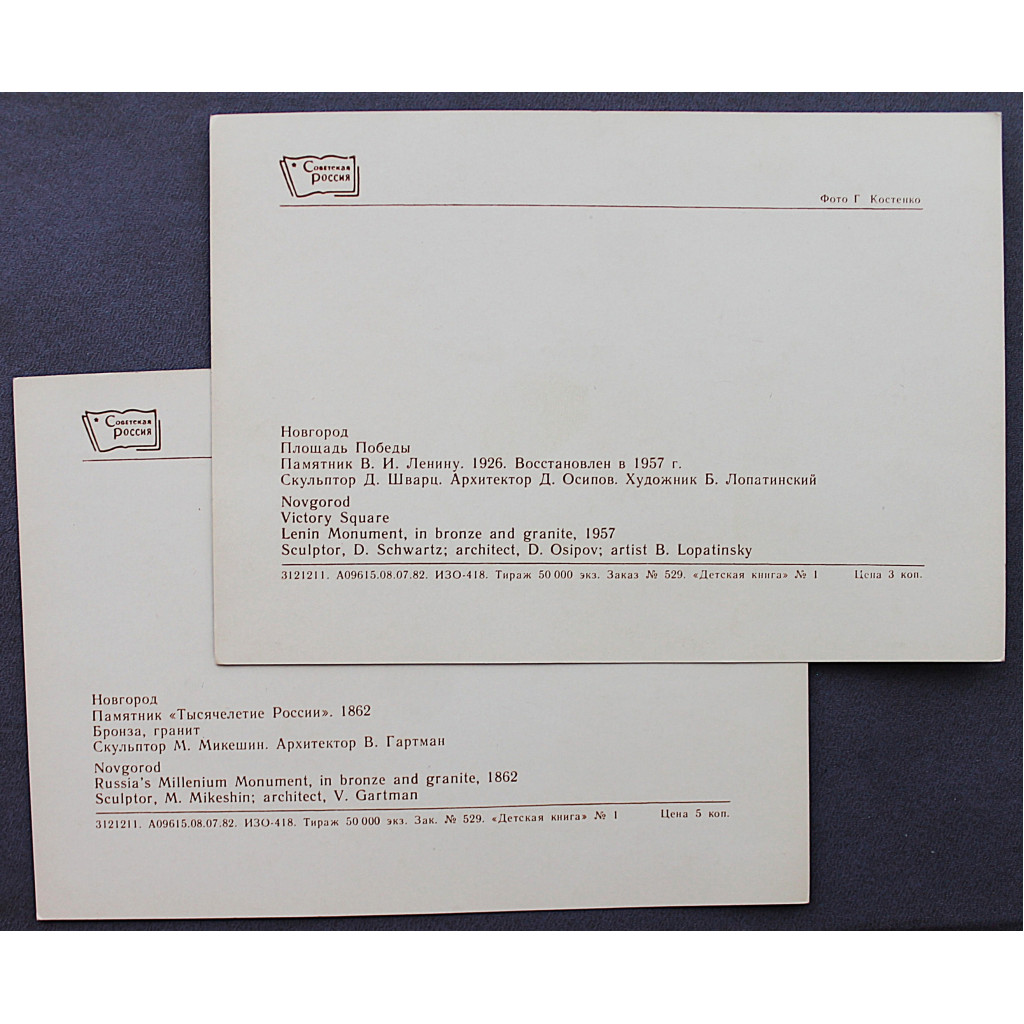 Советская
Россия
Фото Г Костенко
Новгород
Площадь Победы
Памятник В. И. Ленину. 1926. Восстановлен в 1957 г.
Скульптор Д. Шварц. Архитектор Д. Осипов. Художник Б. Лопатинский
Novgorod
Victory Square
Lenin Monument, in bronze and granite, 1957
Sculptor, D. Schwartz; architect, D. Osipov; artist B. Lopatinsky
3121211. А09615.08.07.82. ИЗО-418. Тираж 50 000 экз. Заказ № 529. «Детская книга» № 1 Цена 3 коп.
Советская
Россия
Новгород
Памятник «Тысячелетие России». 1862
Бронза, гранит
Скульптор М. Микешин. Архитектор В. Гартман
Novgorod
Russia's Millenium Monument, in bronze and granite, 1862
Sculptor, M. Mikeshin; architect, V. Gartman
3121211. А09615.08.07.82. ИЗО-418. Тираж 50 000 экз. Зак. № 529. «Детская книга» № 1 Цена 5 коп.